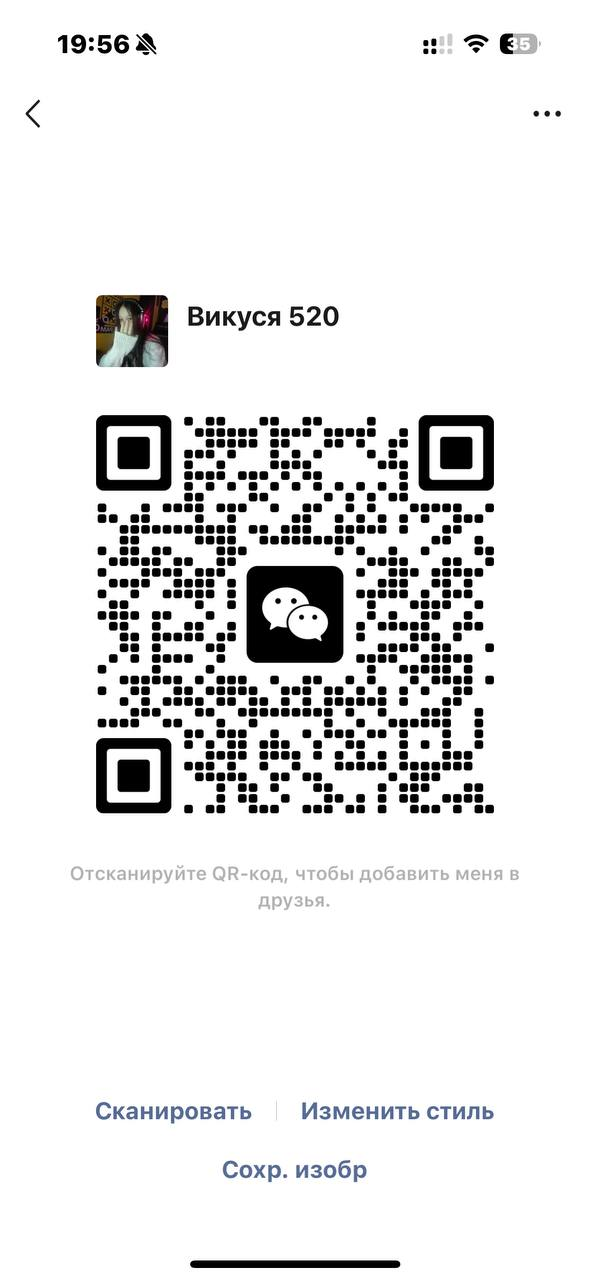 19:56
35
Викуся 520
Отсканируйте QR-код, чтобы добавить меня в
друзья.
Сканировать
Изменить стиль
Сохр. изобр